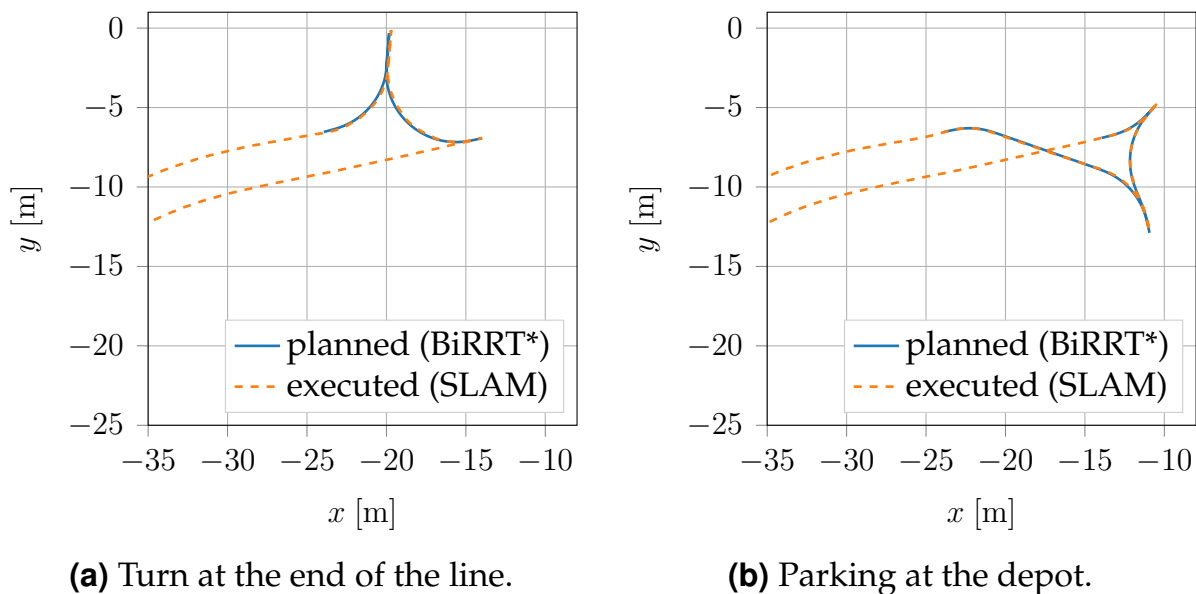 0
−5
−10
−15
−20
−25
y [m]
planned (BiRRT*)
executed (SLAM)
−35 −30 −25 −20 −15 −10
x [m]
(a) Turn at the end of the line.
0
−5
−10
−15
−20
−25
y [m]
planned (BiRRT*)
executed (SLAM)
−35 −30 −25 −20 −15 −10
x [m]
(b) Parking at the depot.